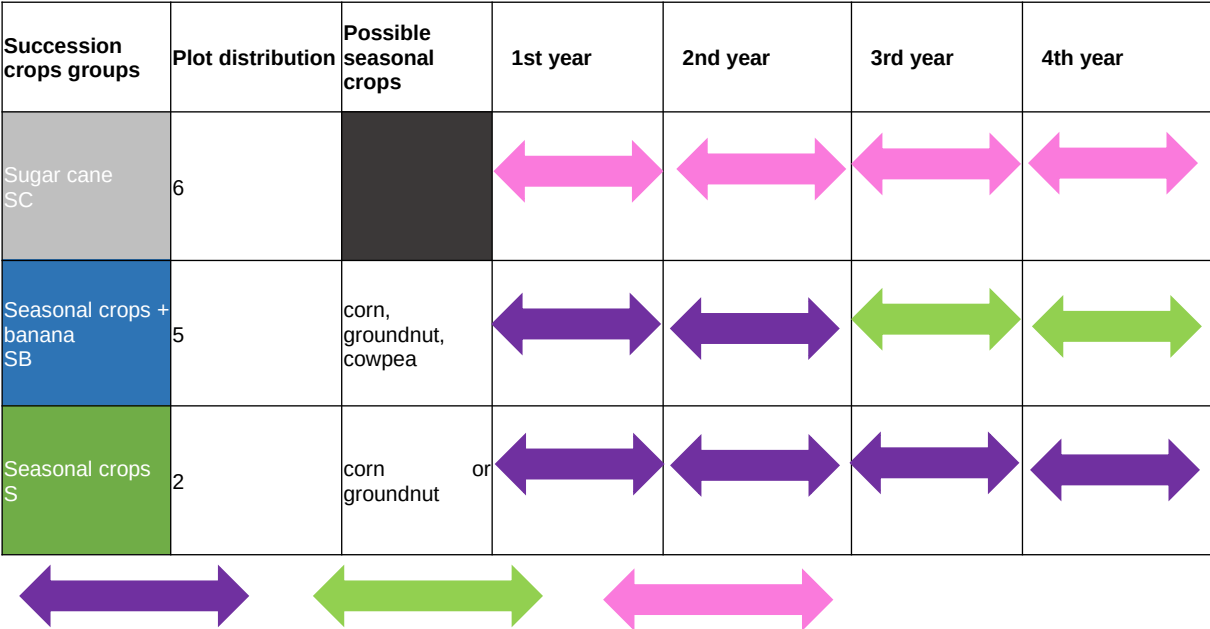 Succession
crops groups
Plot distribution
Possible
seasonal
crops
1st year
2nd year
3rd year
4th year
Sugar cane
SC
6
Seasonal crops +
banana
SB
5
corn,
groundnut,
cowpea
Seasonal crops
S
2
corn or
groundnut